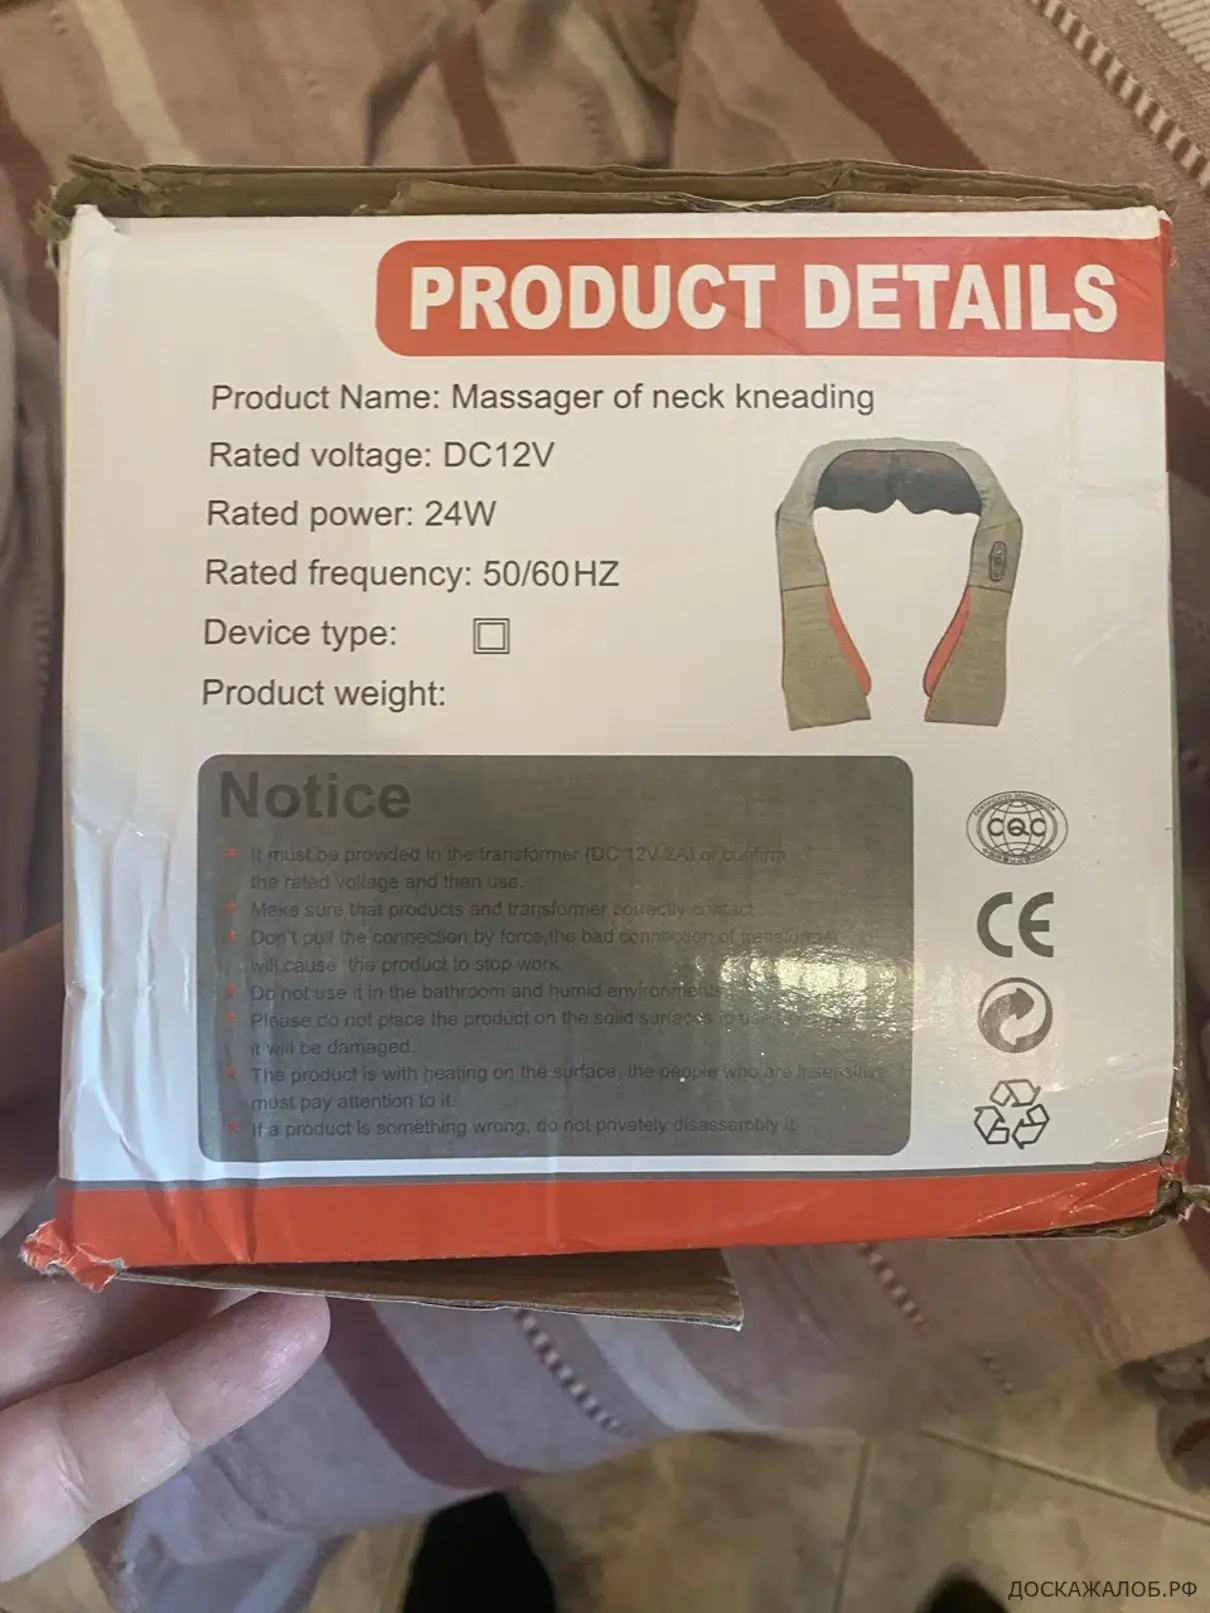 PRODUCT DETAILS
Product Name: Massager of neck kneading
Rated voltage: DC12V
Rated power: 24W
Rated frequency: 50/60HZ
Device type:
Product weight:
Notice
* It must be provided in the transformer (DC 12V 2A) or confirm
the rated voltage and then use.
* Make sure that products and transformer correctly contact.
* Don't pull the connection by force,the bad connection of transformer
will cause the product to stop work.
* Do not use it in the bathroom and humid environments
* Please do not place the product on the solid surfaces to use
it will be damaged.
* The product is with heating on the surface, the people who are insensitive
must pay attention to it.
* If a product is something wrong, do not privately disassembly it
CQC
CE
ДОСКАЖАЛОБ.РФ